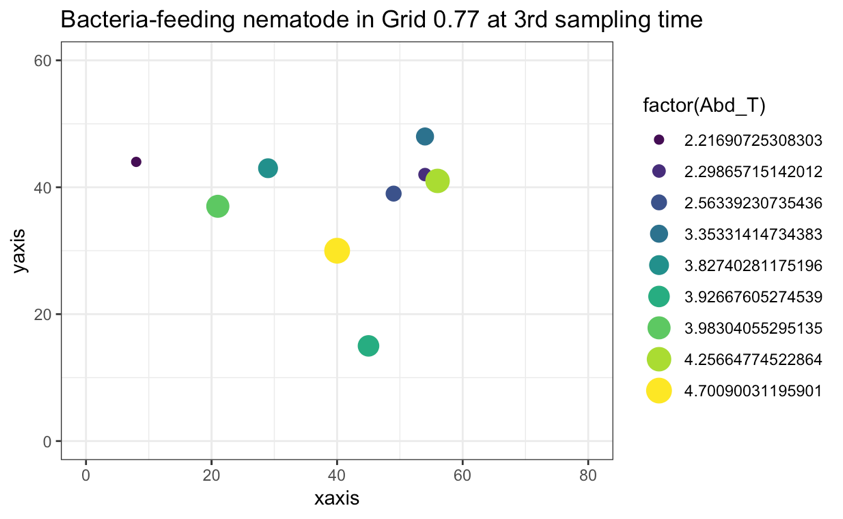 Bacteria-feeding nematode in Grid 0.77 at 3rd sampling time
60
40
20
0
yaxis
0 20 40 60 80
xaxis
factor(Abd_T)
2.21690725308303
2.29865715142012
2.56339230735436
3.35331414734383
3.82740281175196
3.92667605274539
3.98304055295135
4.25664774522864
4.70090031195901